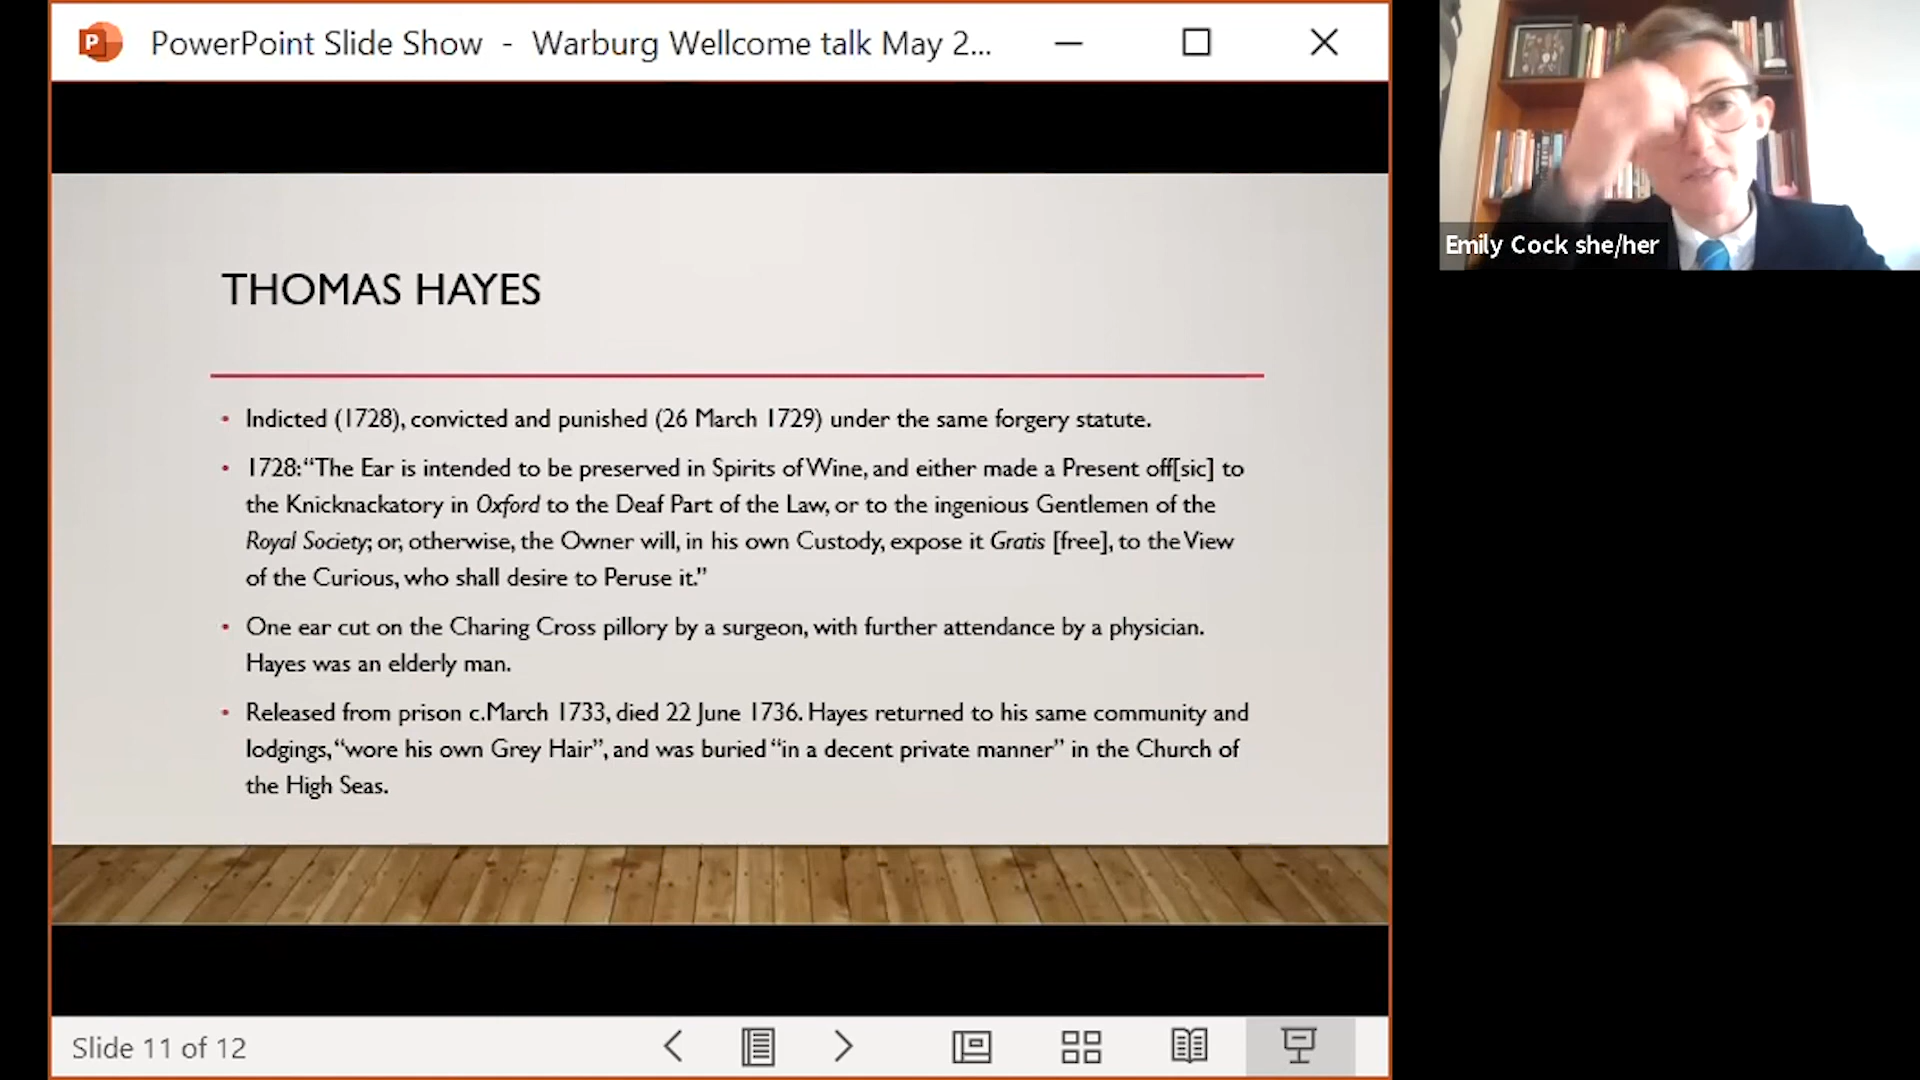 PowerPoint Slide Show - Warburg Wellcome talk May 2...
Emily Cock she/her
THOMAS HAYES
• Indicted (1728), convicted and punished (26 March 1729) under the same forgery statute.
• 1728: “The Ear is intended to be preserved in Spirits of Wine, and either made a Present off[sic] to
the Knicknackatory in Oxford to the Deaf Part of the Law, or to the ingenious Gentlemen of the
Royal Society; or, otherwise, the Owner will, in his own Custody, expose it Gratis [free], to the View
of the Curious, who shall desire to Peruse it.”
• One ear cut on the Charing Cross pillory by a surgeon, with further attendance by a physician.
Hayes was an elderly man.
• Released from prison c.March 1733, died 22 June 1736. Hayes returned to his same community and
lodgings, “wore his own Grey Hair”, and was buried “in a decent private manner” in the Church of
the High Seas.
Slide 11 of 12